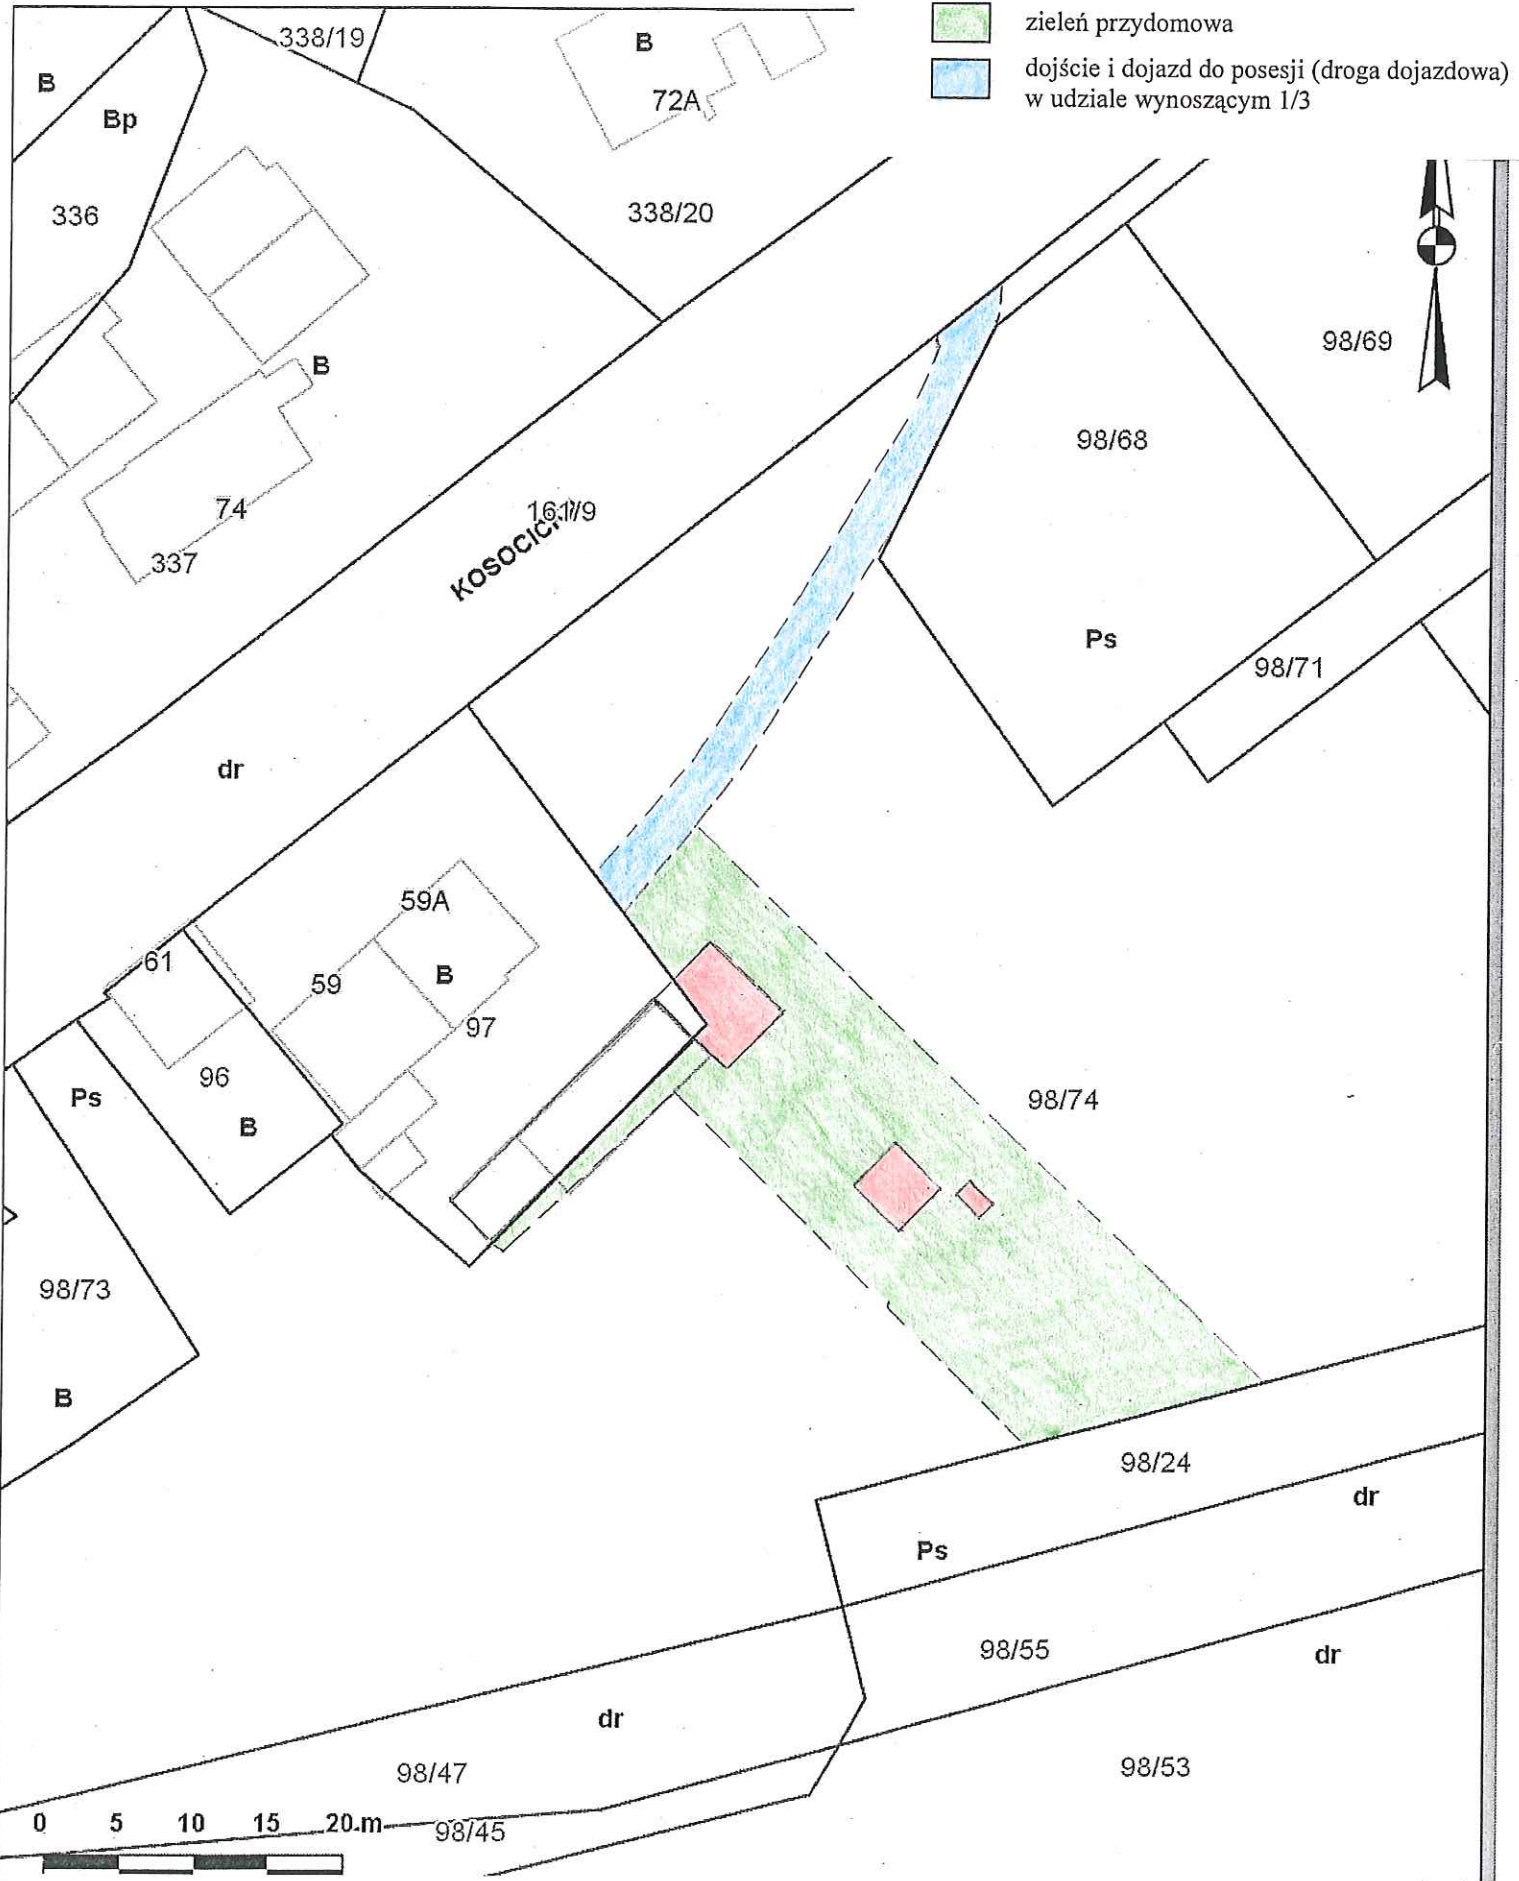 zieleń przydomowa
dojście i dojazd do posesji (droga dojazdowa)
w udziale wynoszącym 1/3
338/19
B
72A
B
Bp
336
338/20
98/69
B
98/68
74
161/9
337
Ps
98/71
dr
59A
61
59
B
97
96
Ps
B
98/74
98/73
B
98/24
dr
Ps
98/55
dr
dr
98/47
98/53
0 5 10 15 20 m
98/45